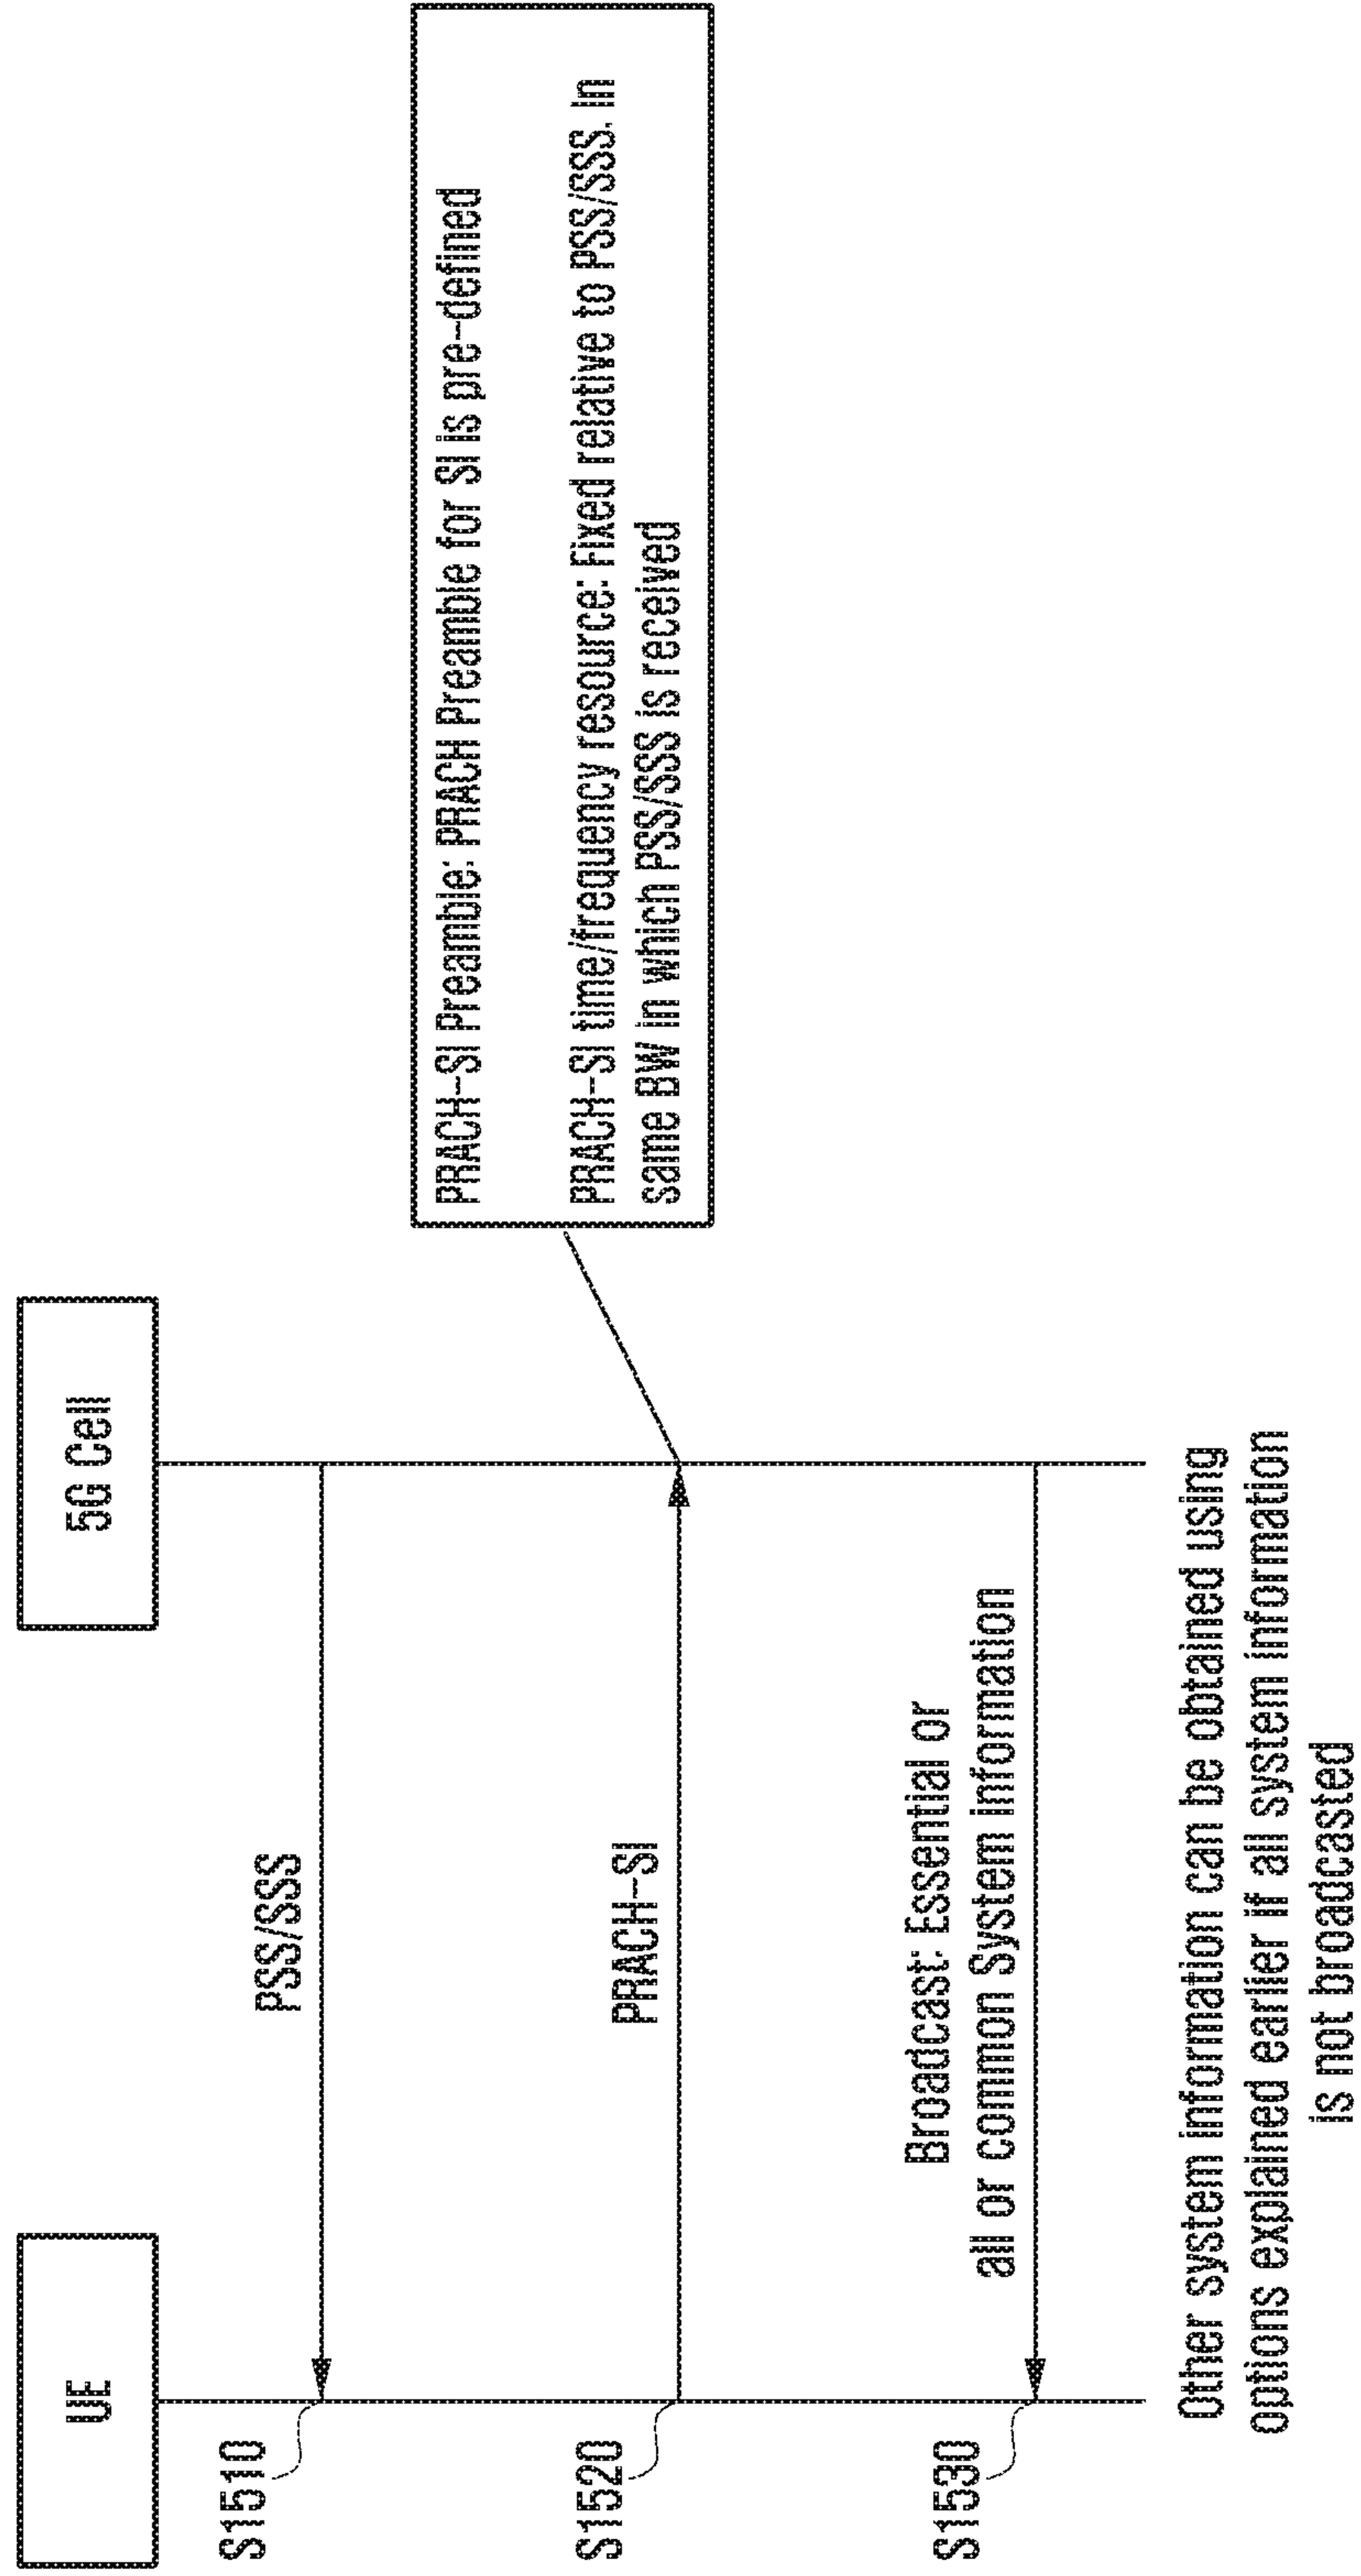 UE
5G Cell
S1510
PSS/SSS
S1520
PRACH-SI
PRACH-SI Preamble: PRACH Preamble for SI is pre-defined
PRACH-SI time/frequency resource: Fixed relative to PSS/SSS. In
same BW in which PSS/SSS is received
S1530
Broadcast: Essential or
all or common System information
Other system information can be obtained using
options explained earlier if all system information
is not broadcasted